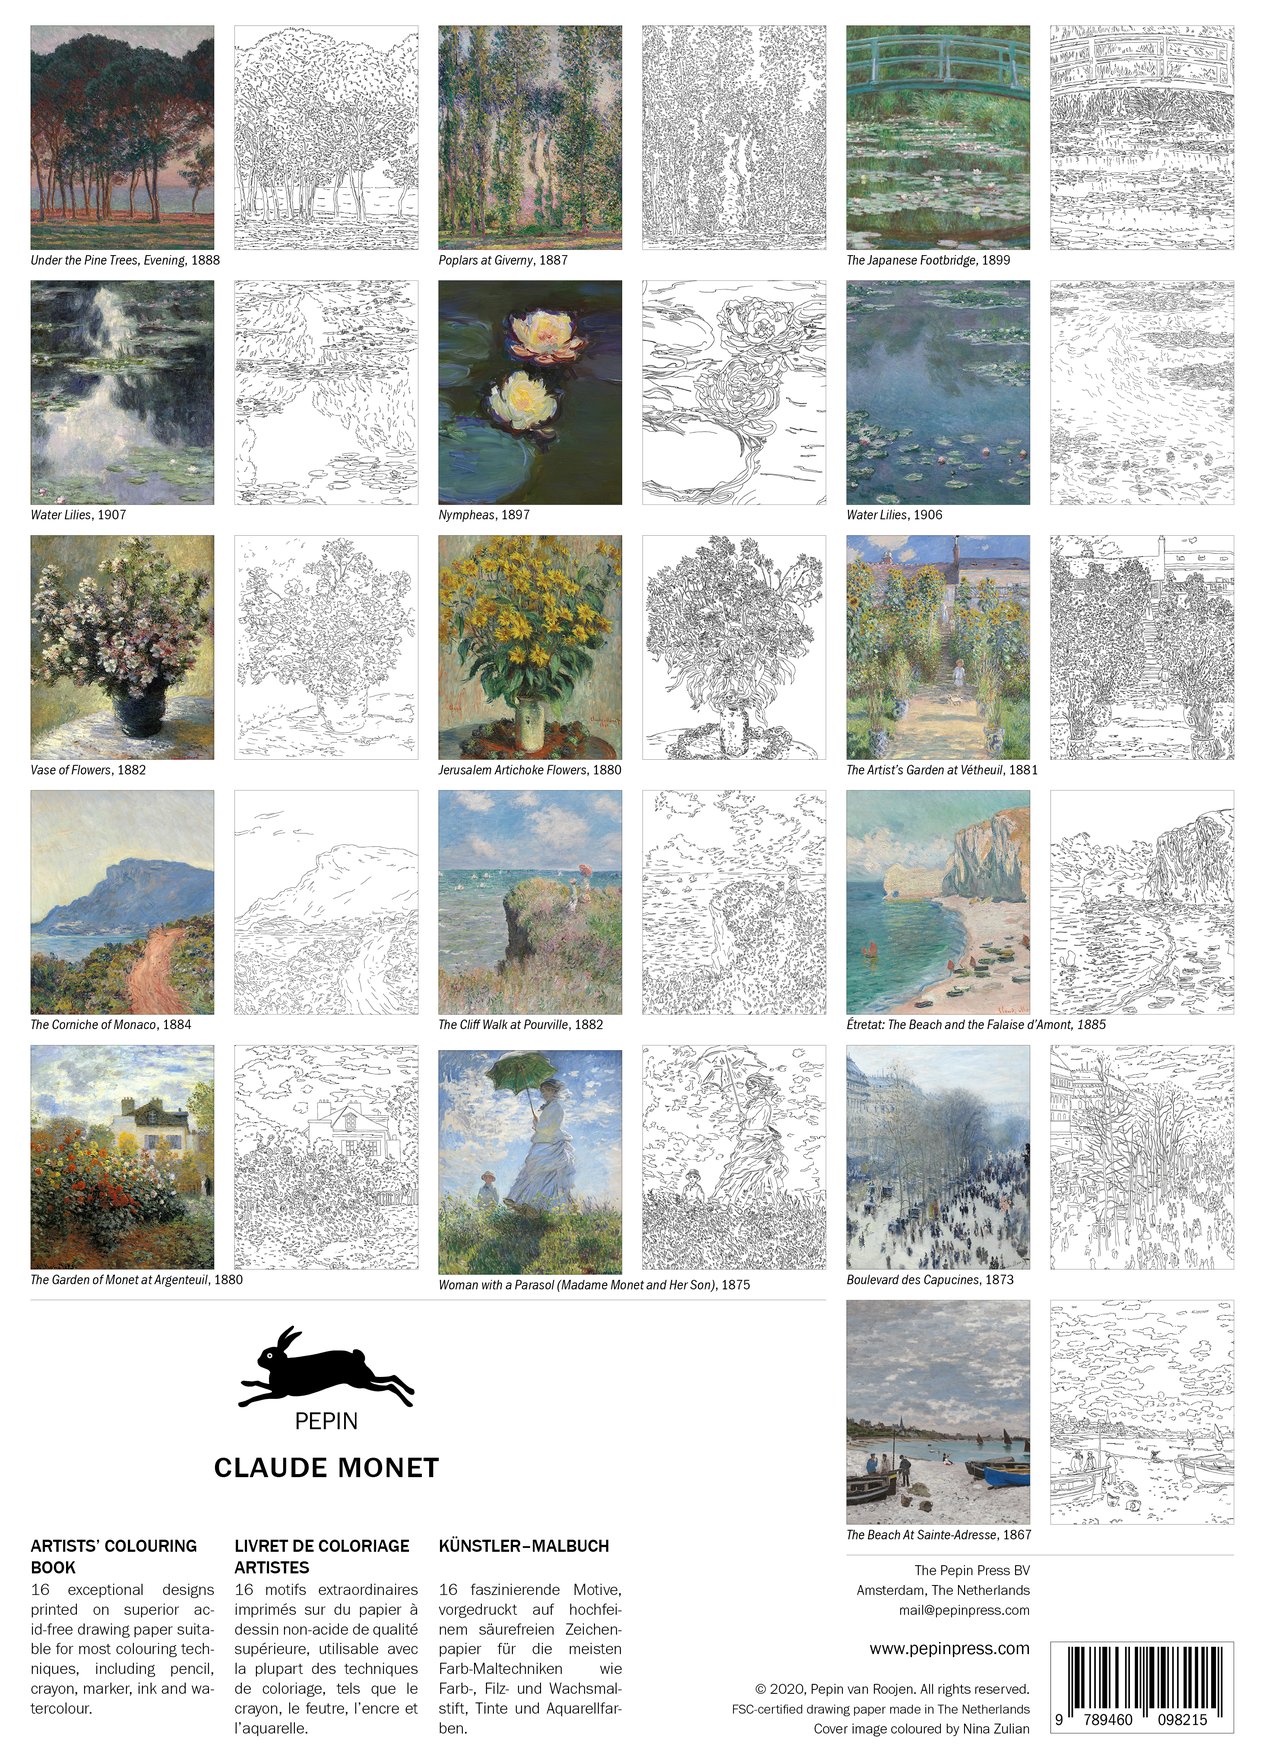 Under the Pine Trees, Evening, 1888
Poplars at Giverny, 1887
The Japanese Footbridge, 1899
Water Lilies, 1907
Nympheas, 1897
Water Lilies, 1906
Vase of Flowers, 1882
Jerusalem Artichoke Flowers, 1880
The Artist's Garden at Vétheuil, 1881
The Corniche of Monaco, 1884
The Cliff Walk at Pourville, 1882
Étretat: The Beach and the Falaise d'Amont, 1885
The Garden of Monet at Argenteuil, 1880
Woman with a Parasol (Madame Monet and Her Son), 1875
Boulevard des Capucines, 1873
The Beach At Sainte-Adresse, 1867
PEPIN
CLAUDE MONET
ARTISTS' COLOURING
BOOK
16 exceptional designs
printed on superior ac-
id-free drawing paper suita-
ble for most colouring tech-
niques, including pencil,
crayon, marker, ink and wa-
tercolour.
LIVRET DE COLORIAGE
ARTISTES
16 motifs extraordinaires
imprimés sur du papier à
dessin non-acide de qualité
supérieure, utilisable avec
la plupart des techniques
de coloriage, tels que le
crayon, le feutre, l'encre et
l'aquarelle.
KÜNSTLER–MALBUCH
16 faszinierende Motive,
vorgedruckt auf hochfei-
nem säurefreien Zeichen-
papier für die meisten
Farb-Maltechniken wie
Farb-, Filz- und Wachsmal-
stift, Tinte und Aquarellfar-
ben.
The Pepin Press BV
Amsterdam, The Netherlands
mail@pepinpress.com
www.pepinpress.com
© 2020, Pepin van Roojen. All rights reserved.
FSC-certified drawing paper made in The Netherlands
Cover image coloured by Nina Zulian
9 789460 098215